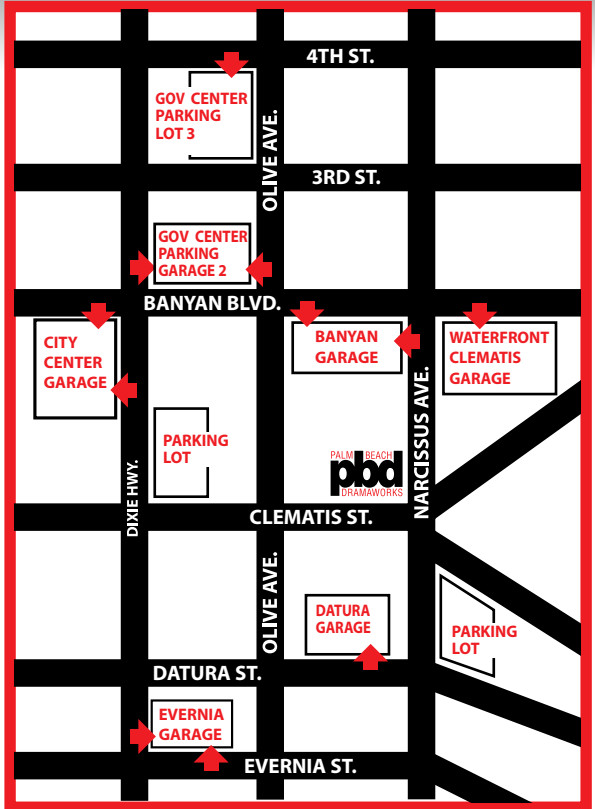 4TH ST.
GOV CENTER
PARKING
LOT 3
OLIVE AVE.
3RD ST.
GOV CENTER
PARKING
GARAGE 2
BANYAN BLVD.
CITY
CENTER
GARAGE
BANYAN
GARAGE
WATERFRONT
CLEMATIS
GARAGE
PARKING
LOT
PALM BEACH
pbd
DRAMAWORKS
NARCISSUS AVE.
DIXIE HWY.
CLEMATIS ST.
OLIVE AVE.
DATURA
GARAGE
PARKING
LOT
DATURA ST.
EVERNIA
GARAGE
EVERNIA ST.